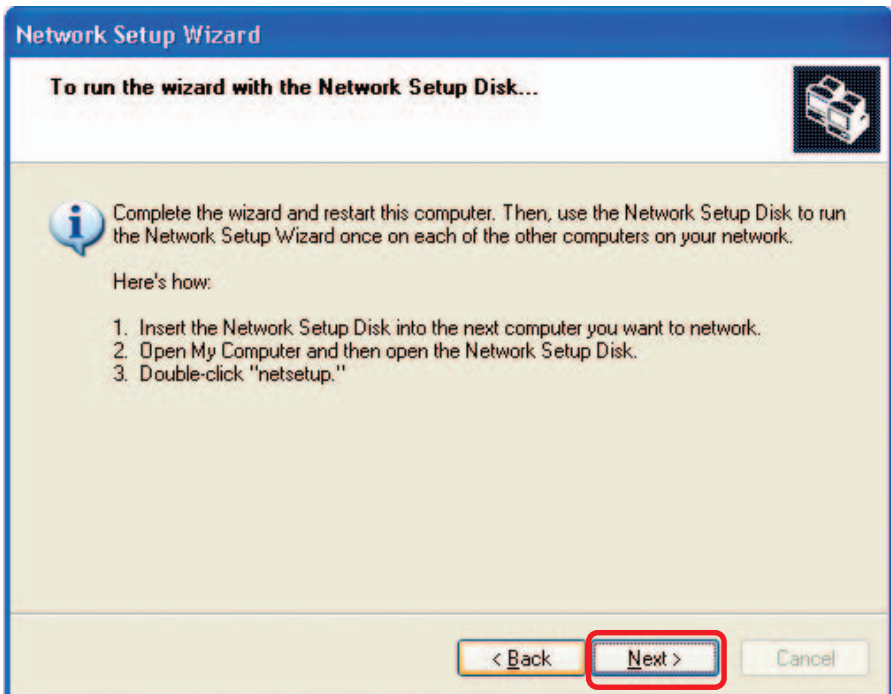 Network Setup Wizard
To run the wizard with the Network Setup Disk...
Complete the wizard and restart this computer. Then, use the Network Setup Disk to run
the Network Setup Wizard once on each of the other computers on your network.
Here's how:
1. Insert the Network Setup Disk into the next computer you want to network.
2. Open My Computer and then open the Network Setup Disk.
3. Double-click "netsetup."
< Back
Next >
Cancel